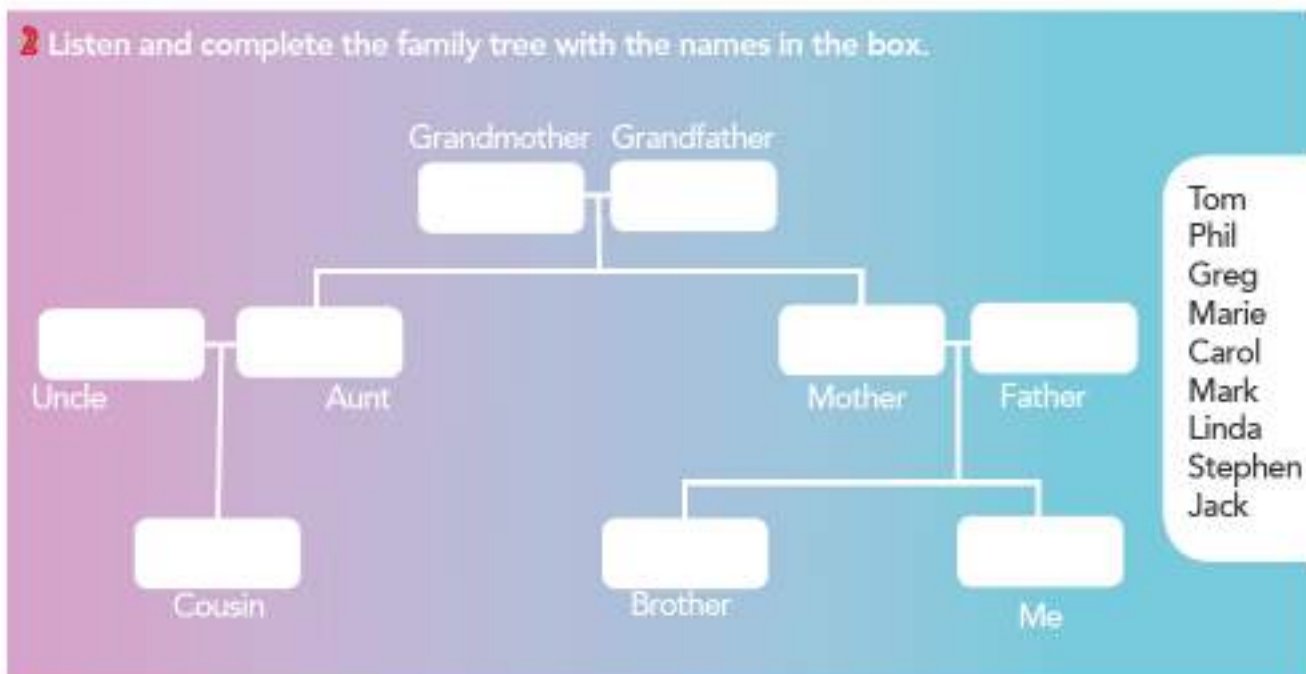 2 Listen and complete the family tree with the names in the box.
Grandmother Grandfather
Uncle Aunt Mother Father
Cousin Brother Me
Tom
Phil
Greg
Marie
Carol
Mark
Linda
Stephen
Jack